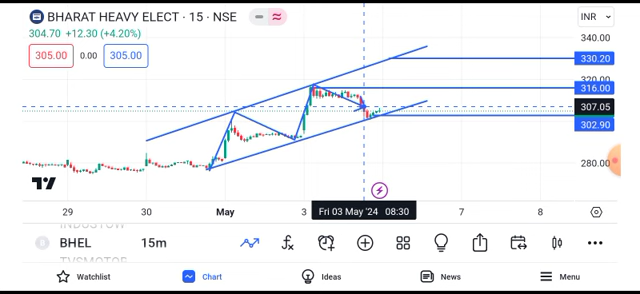 BHARAT HEAVY ELECT · 15 · NSE
INR
304.70 +12.30 (+4.20%)
305.00 0.00 305.00
340.00
330.20
320.00
316.00
307.05
302.90
280.00
29 30 May 3 Fri 03 May '24 08:30 7 8
BHEL 15m
Watchlist Chart Ideas News Menu